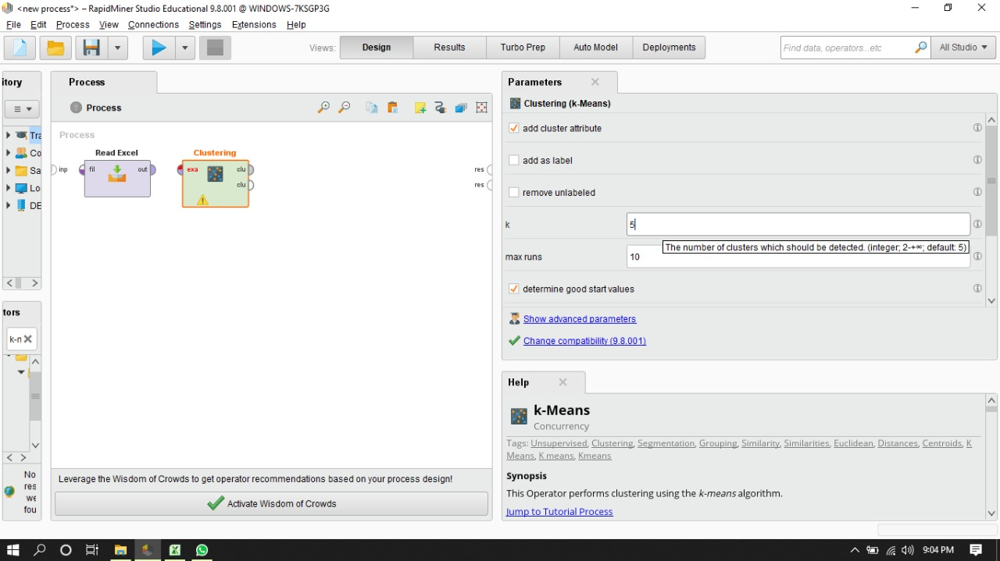 <new process*> – RapidMiner Studio Educational 9.8.001 @ WINDOWS-7KSGP3G
File Edit Process View Connections Settings Extensions Help
Views: Design Results Turbo Prep Auto Model Deployments Find data, operators...etc All Studio
itory
Tra
Co
Sa
Lo
DE
tors
k-n
No
res
we
fou
Process
Process
Process
Read Excel Clustering
inp fil out exa clu res
clu res
Leverage the Wisdom of Crowds to get operator recommendations based on your process design!
Activate Wisdom of Crowds
Parameters
Clustering (k-Means)
add cluster attribute
add as label
remove unlabeled
k 5
The number of clusters which should be detected. (integer; 2-+∞; default: 5)
max runs 10
determine good start values
Show advanced parameters
Change compatibility (9.8.001)
Help
k-Means
Concurrency
Tags: Unsupervised, Clustering, Segmentation, Grouping, Similarity, Similarities, Euclidean, Distances, Centroids, K
Means, K means, Kmeans
Synopsis
This Operator performs clustering using the k-means algorithm.
Jump to Tutorial Process
9:04 PM